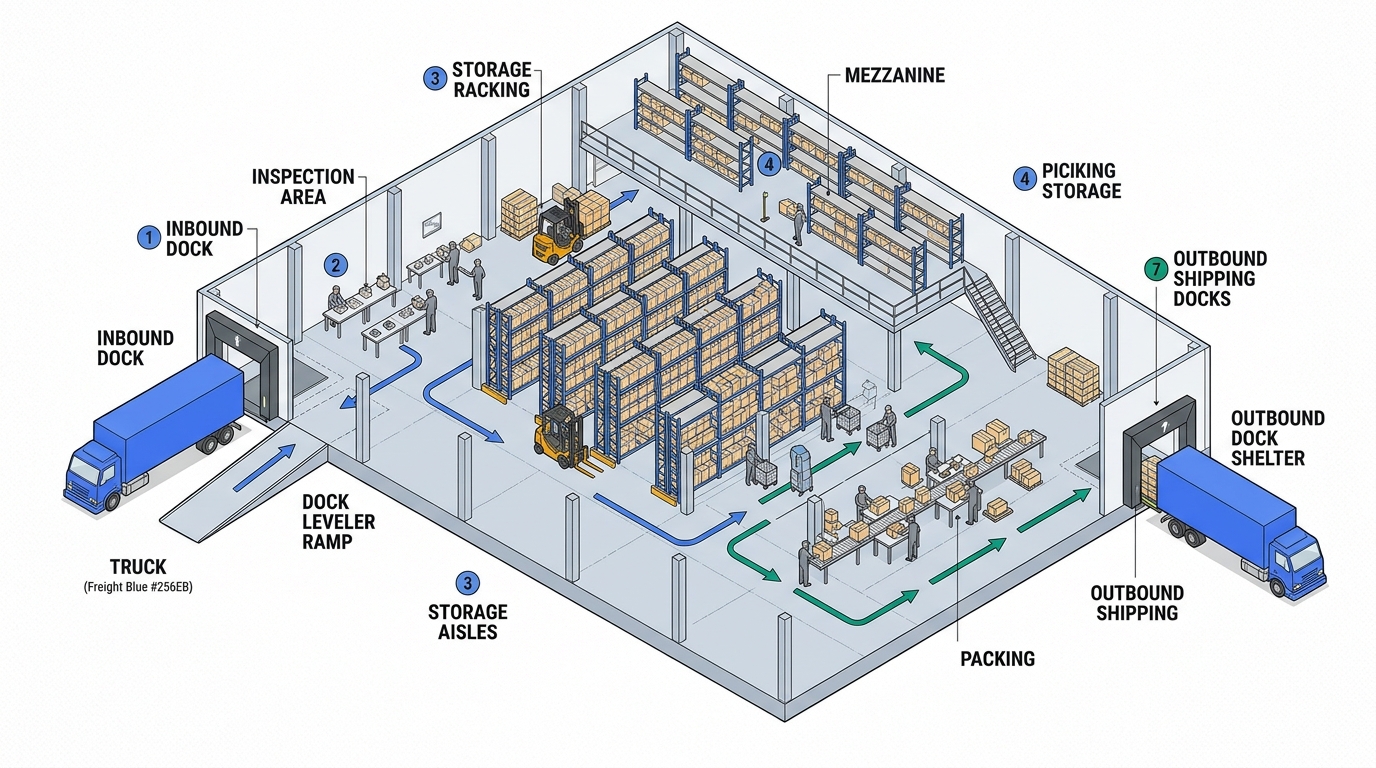 3 STORAGE
RACKING
MEZZANINE
4
4 PICIKING
STORAGE
INSPECTION
AREA
1 INBOUND
DOCK
2
7 OUTBOUND
SHIPPING
DOCKS
INBOUND
DOCK
OUTBOUND
DOCK
SHELTER
DOCK
LEVELER
RAMP
TRUCK
(Freight Blue #256EB)
3
STORAGE
AISLES
OUTBOUND
SHIPPING
PACKING